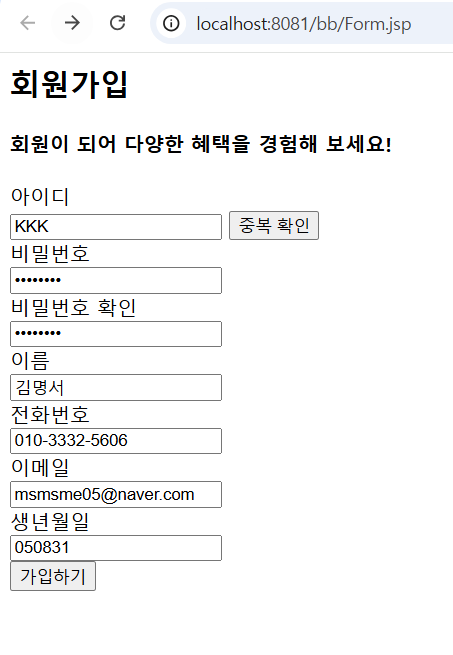 localhost:8081/bb/Form.jsp
회원가입
회원이 되어 다양한 혜택을 경험해 보세요!
아이디
KKK 중복 확인
비밀번호
••••••••
비밀번호 확인
••••••••
이름
김명서
전화번호
010-3332-5606
이메일
msmsme05@naver.com
생년월일
050831
가입하기